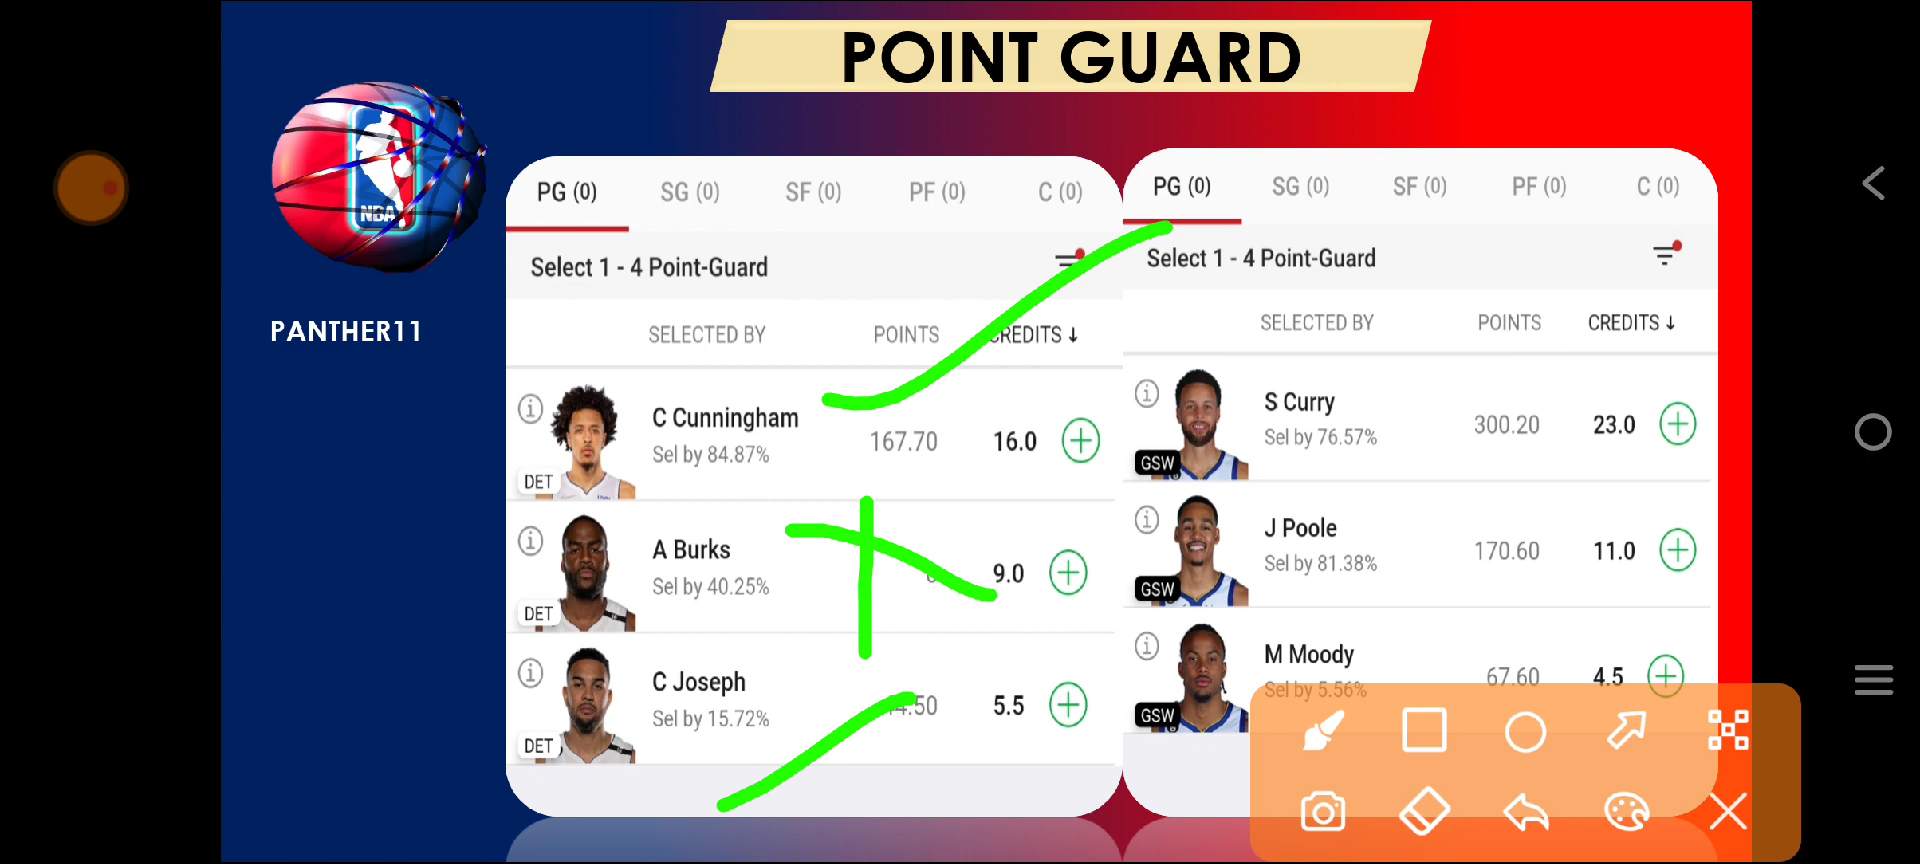 POINT GUARD
NBA
PANTHER11
PG (0) SG (0) SF (0) PF (0) C (0)
Select 1 - 4 Point-Guard
SELECTED BY POINTS CREDITS ↓
C Cunningham
Sel by 84.87% 167.70 16.0
DET
A Burks
Sel by 40.25% 9.0
DET
C Joseph
Sel by 15.72% 5.5
DET
PG (0) SG (0) SF (0) PF (0) C (0)
Select 1 - 4 Point-Guard
SELECTED BY POINTS CREDITS ↓
S Curry
Sel by 76.57% 300.20 23.0
GSW
J Poole
Sel by 81.38% 170.60 11.0
GSW
M Moody
Sel by 5.56% 67.60 4.5
GSW